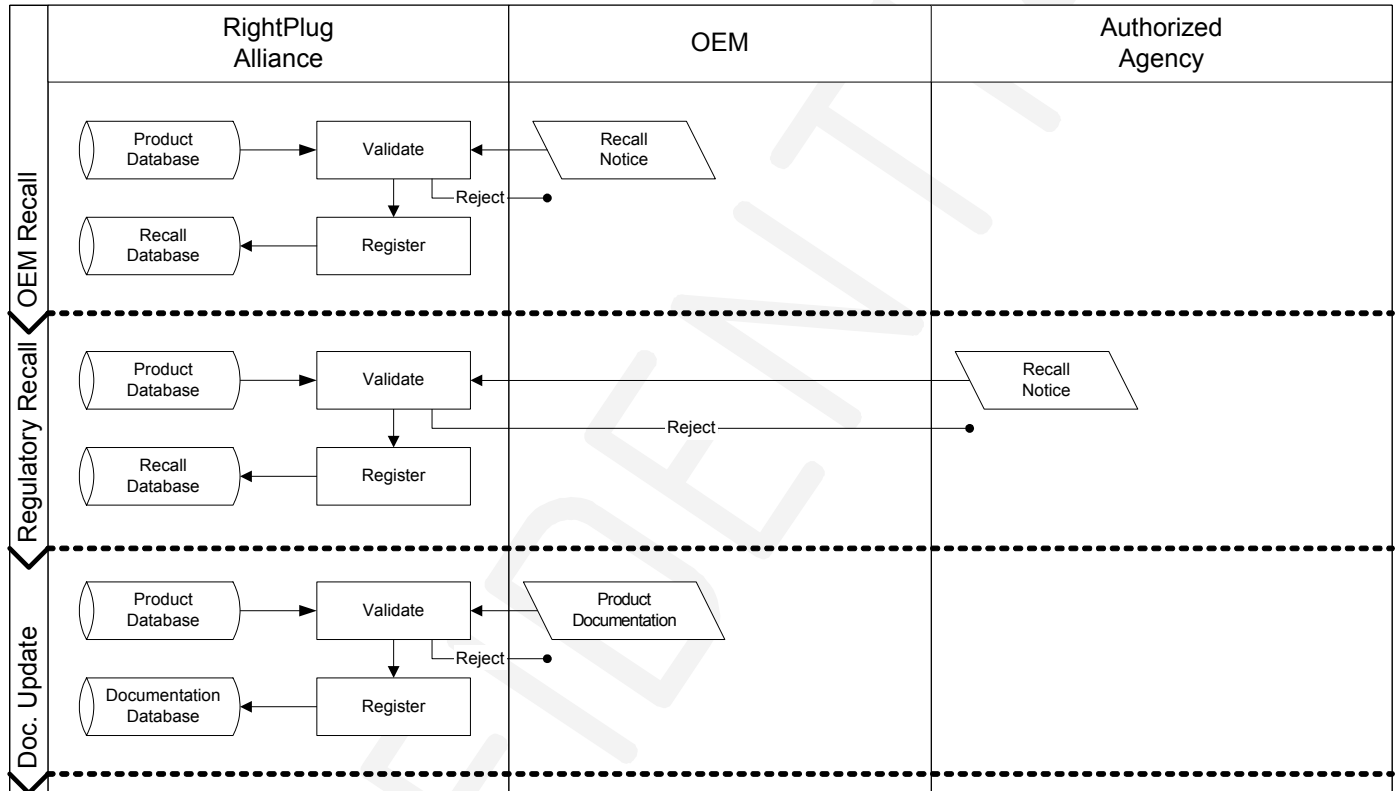 RightPlug
Alliance
OEM
Authorized
Agency
OEM Recall
Product
Database
Validate
Recall
Notice
Reject
Recall
Database
Register
Regulatory Recall
Product
Database
Validate
Recall
Notice
Reject
Recall
Database
Register
Doc. Update
Product
Database
Validate
Product
Documentation
Reject
Documentation
Database
Register